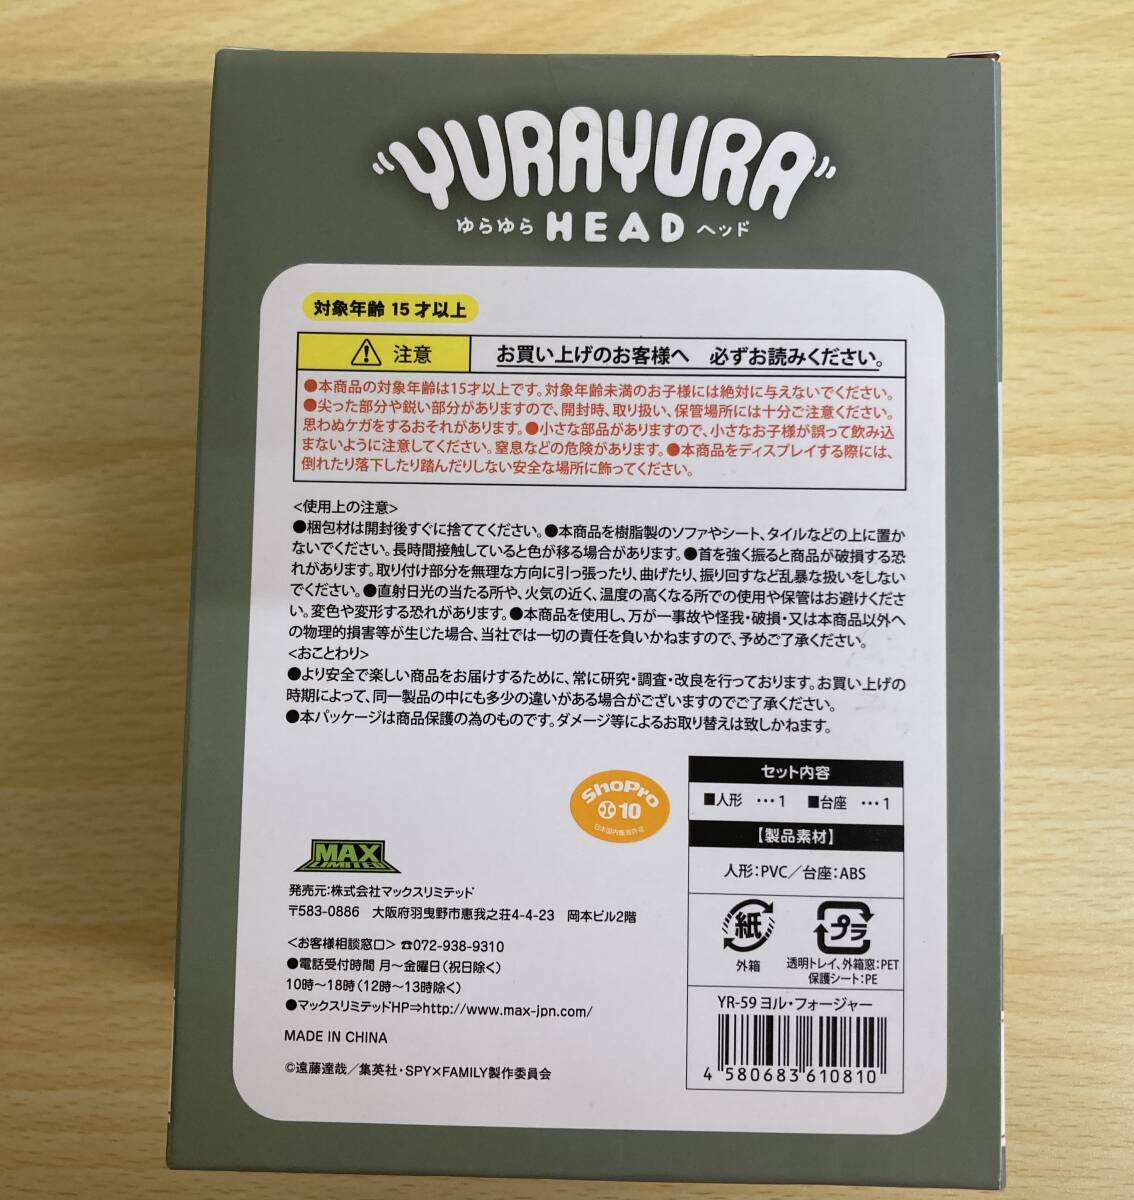 YURAYURA
ゆらゆら HEAD ヘッド
対象年齢 15才以上
注意 お買い上げのお客様へ 必ずお読みください。
●本商品の対象年齢は15才以上です。対象年齢未満のお子様には絶対に与えないでください。
●尖った部分や鋭い部分がありますので、開封時、取り扱い、保管場所には十分ご注意ください。
思わぬケガをするおそれがあります。●小さな部品がありますので、小さなお子様が誤って飲み込
まないように注意してください。窒息などの危険があります。●本商品をディスプレイする際には、
倒れたり落下したり踏んだりしない安全な場所に飾ってください。
<使用上の注意>
●梱包材は開封後すぐに捨ててください。●本商品を樹脂製のソファやシート、タイルなどの上に置か
ないでください。長時間接触していると色が移る場合があります。●首を強く振ると商品が破損する恐
れがあります。取り付け部分を無理な方向に引っ張ったり、曲げたり、振り回すなど乱暴な扱いをしない
でください。●直射日光の当たる所や、火気の近く、温度の高くなる所での使用や保管はお避けくださ
い。変色や変形する恐れがあります。●本商品を使用し、万が一事故や怪我・破損・又は本商品以外へ
の物理的損害等が生じた場合、当社では一切の責任を負いかねますので、予めご了承ください。
<おことわり>
●より安全で楽しい商品をお届けするために、常に研究・調査・改良を行っております。お買い上げの
時期によって、同一製品の中にも多少の違いがある場合がございますのでご了承ください。
●本パッケージは商品保護の為のものです。ダメージ等によるお取り替えは致しかねます。
ShoPro
10
日本国内販売許可
MAX
LIMITED
発売元:株式会社マックスリミテッド
〒583-0886 大阪府羽曳野市恵我之荘4-4-23 岡本ビル2階
<お客様相談窓口> ☎072-938-9310
●電話受付時間 月～金曜日(祝日除く)
10時～18時(12時～13時除く)
●マックスリミテッドHP⇒http://www.max-jpn.com/
MADE IN CHINA
©遠藤達哉／集英社・SPY×FAMILY製作委員会
セット内容
■人形 …1 ■台座 …1
【製品素材】
人形:PVC／台座:ABS
紙
外箱
プラ
透明トレイ、外箱窓:PET
保護シート:PE
YR-59 ヨル・フォージャー
4 580683 610810